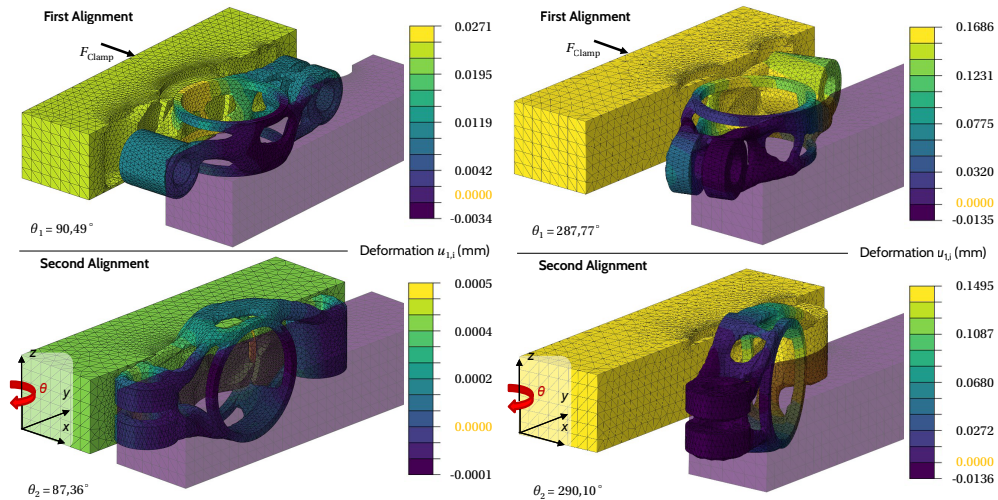 First Alignment
F_Clamp
0.0271
0.0195
0.0119
0.0042
0.0000
-0.0034
θ₁ = 90,49°
First Alignment
F_Clamp
0.1686
0.1231
0.0775
0.0320
0.0000
-0.0135
θ₁ = 287,77°
Deformation u₁,ᵢ (mm)
Deformation u₁,ᵢ (mm)
Second Alignment
0.0005
0.0004
0.0002
0.0000
-0.0001
z
θ
y
x
θ₂ = 87,36°
Second Alignment
0.1495
0.1087
0.0680
0.0272
0.0000
-0.0136
z
θ
y
x
θ₂ = 290,10°